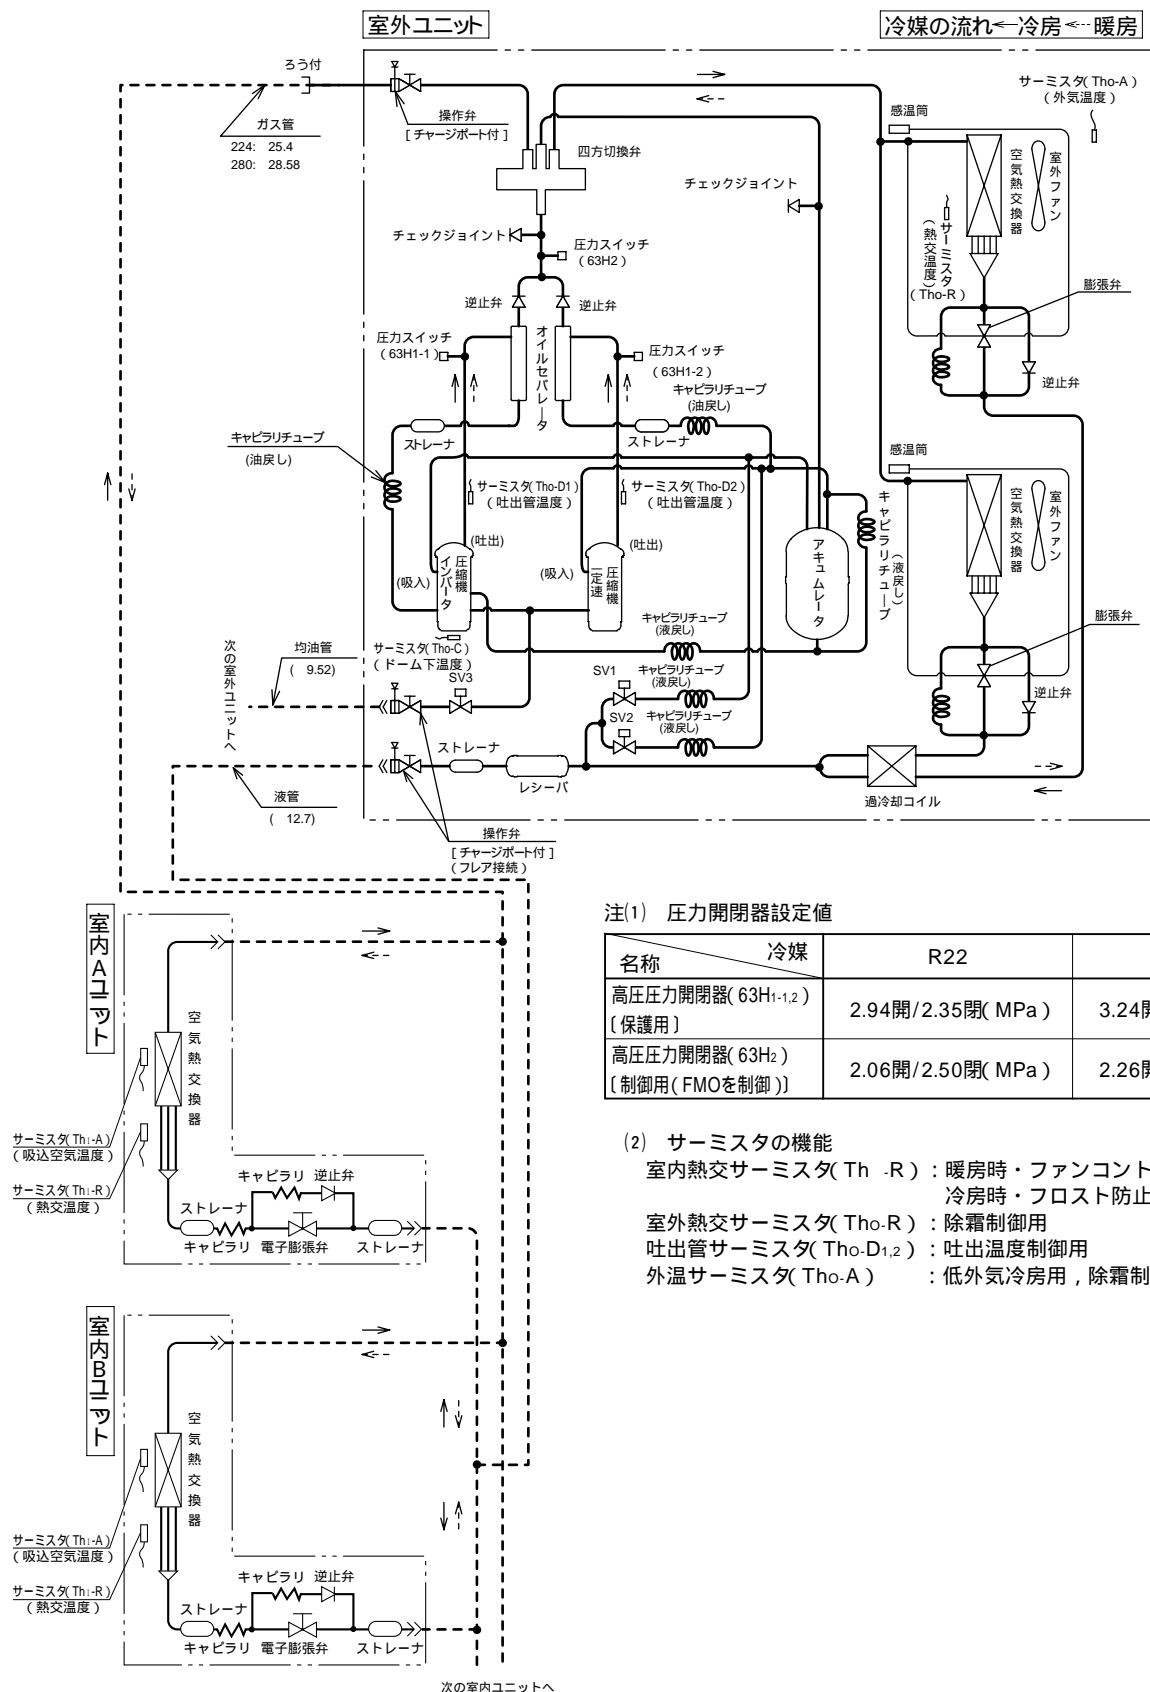 室外ユニット
冷媒の流れ 冷房 暖房
ろう付
ガス管
224: 25.4
280: 28.58
操作弁
[チャージポート付]
四方切換弁
チェックジョイント
チェックジョイント
圧力スイッチ
(63H2)
逆止弁
逆止弁
オイルセパレータ
圧力スイッチ
(63H1-1)
圧力スイッチ
(63H1-2)
キャピラリチューブ
(油戻し)
ストレーナ
ストレーナ
キャピラリチューブ
(油戻し)
サーミスタ(Tho-D1)
(吐出管温度)
サーミスタ(Tho-D2)
(吐出管温度)
(吐出)
(吐出)
(吸入)
(吸入)
インバータ
圧縮機
一定速
圧縮機
アキュムレータ
キャピラリチューブ
(液戻し)
サーミスタ(Tho-A)
(外気温度)
感温筒
空気熱交換器
室外ファン
サーミスタ
(熱交温度)
(Tho-R)
膨張弁
逆止弁
感温筒
空気熱交換器
室外ファン
膨張弁
逆止弁
キャピラリチューブ
(液戻し)
サーミスタ(Tho-C)
(ドーム下温度)
SV3
SV1
キャピラリチューブ
(液戻し)
SV2
キャピラリチューブ
(液戻し)
均油管
( 9.52)
次の室外ユニットへ
ストレーナ
レシーバ
過冷却コイル
液管
( 12.7)
操作弁
[チャージポート付]
(フレア接続)
室内Aユニット
空気熱交換器
サーミスタ(ThI-A)
(吸込空気温度)
サーミスタ(ThI-R)
(熱交温度)
キャピラリ 逆止弁
ストレーナ
キャピラリ 電子膨張弁 ストレーナ
室内Bユニット
空気熱交換器
サーミスタ(ThI-A)
(吸込空気温度)
サーミスタ(ThI-R)
(熱交温度)
キャピラリ 逆止弁
ストレーナ
キャピラリ 電子膨張弁 ストレーナ
次の室内ユニットへ
注(1) 圧力開閉器設定値
冷媒
名称
R22
高圧圧力開閉器(63H1-1,2)
〔保護用〕
2.94開/2.35閉(MPa)
3.24開
高圧圧力開閉器(63H2)
〔制御用(FMOを制御)〕
2.06開/2.50閉(MPa)
2.26開
(2) サーミスタの機能
室内熱交サーミスタ(Th -R):暖房時・ファンコント
冷房時・フロスト防止
室外熱交サーミスタ(Tho-R):除霜制御用
吐出管サーミスタ(Tho-D1,2):吐出温度制御用
外温サーミスタ(Tho-A) :低外気冷房用,除霜制